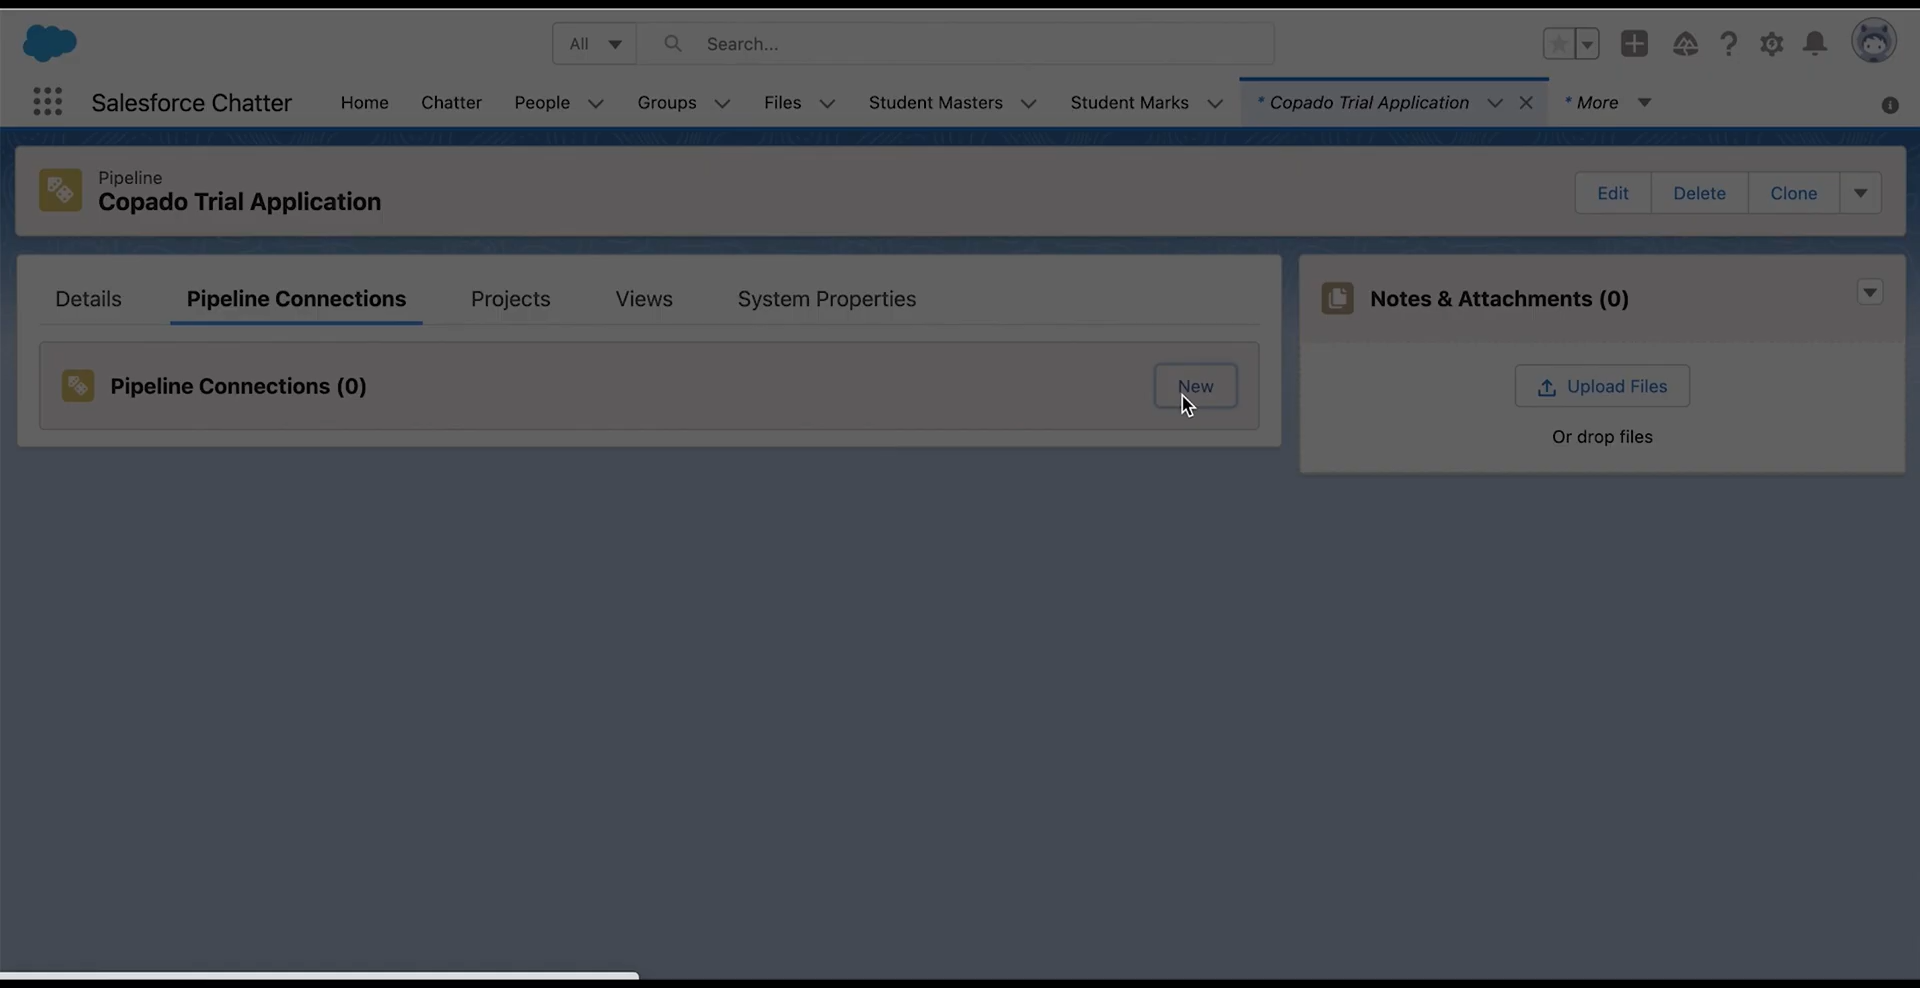 All
Search...
Salesforce Chatter
Home
Chatter
People
Groups
Files
Student Masters
Student Marks
* Copado Trial Application
* More
Pipeline
Copado Trial Application
Edit
Delete
Clone
Details
Pipeline Connections
Projects
Views
System Properties
Pipeline Connections (0)
New
Notes & Attachments (0)
Upload Files
Or drop files